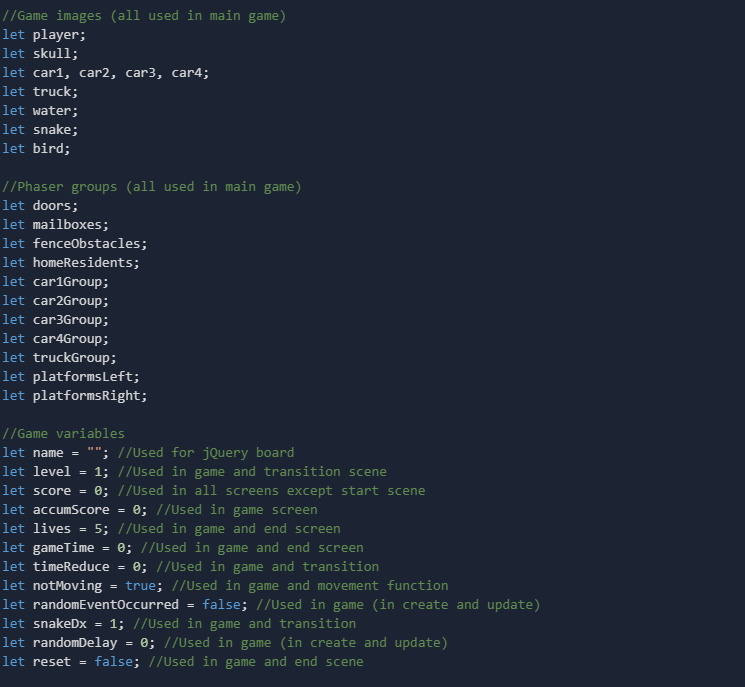 //Game images (all used in main game)
let player;
let skull;
let car1, car2, car3, car4;
let truck;
let water;
let snake;
let bird;
//Phaser groups (all used in main game)
let doors;
let mailboxes;
let fenceObstacles;
let homeResidents;
let car1Group;
let car2Group;
let car3Group;
let car4Group;
let truckGroup;
let platformsLeft;
let platformsRight;
//Game variables
let name = ""; //Used for jQuery board
let level = 1; //Used in game and transition scene
let score = 0; //Used in all screens except start scene
let accumScore = 0; //Used in game screen
let lives = 5; //Used in game and end screen
let gameTime = 0; //Used in game and end screen
let timeReduce = 0; //Used in game and transition
let notMoving = true; //Used in game and movement function
let randomEventOccurred = false; //Used in game (in create and update)
let snakeDx = 1; //Used in game and transition
let randomDelay = 0; //Used in game (in create and update)
let reset = false; //Used in game and end scene